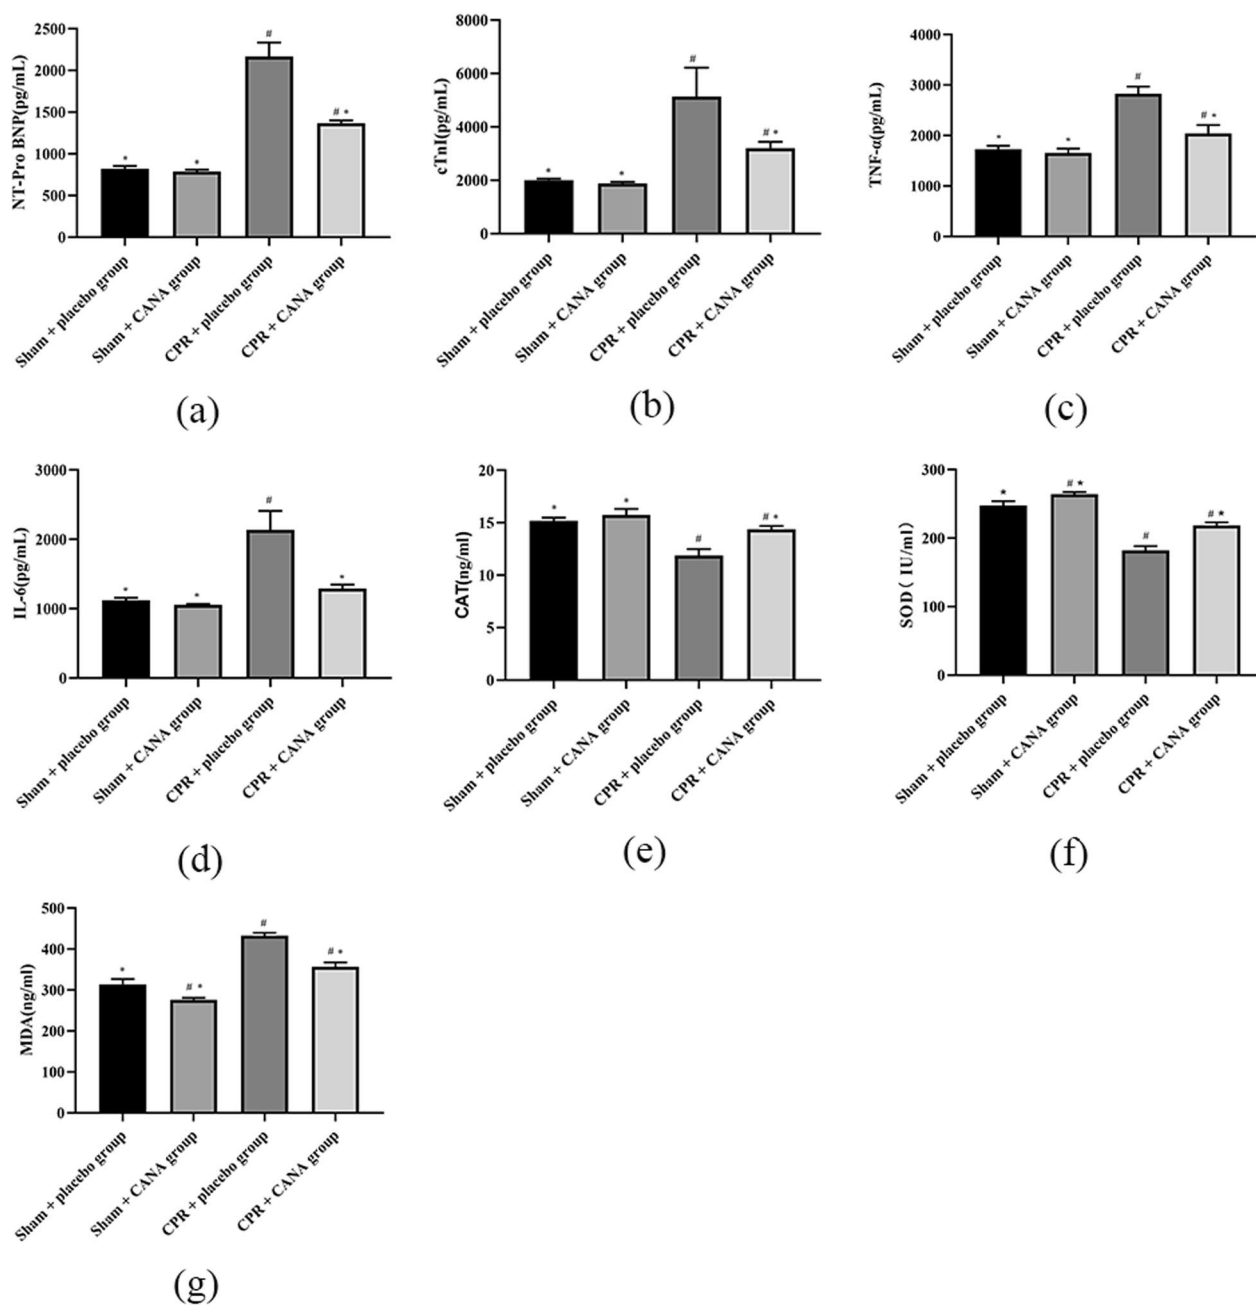 NT-Pro BNP(pg/mL)
2500
2000
1500
1000
500
0
*
*
#
# *
Sham + placebo group
Sham + CANA group
CPR + placebo group
CPR + CANA group
(a)
cTnI(pg/mL)
8000
6000
4000
2000
0
*
*
#
# *
Sham + placebo group
Sham + CANA group
CPR + placebo group
CPR + CANA group
(b)
TNF-α(pg/mL)
4000
3000
2000
1000
0
*
*
#
# *
Sham + placebo group
Sham + CANA group
CPR + placebo group
CPR + CANA group
(c)
IL-6(pg/mL)
3000
2000
1000
0
*
*
#
*
Sham + placebo group
Sham + CANA group
CPR + placebo group
CPR + CANA group
(d)
CAT(ng/ml)
20
15
10
5
0
*
*
#
# *
Sham + placebo group
Sham + CANA group
CPR + placebo group
CPR + CANA group
(e)
SOD( IU/ml)
300
200
100
0
★
# ★
#
# ★
Sham + placebo group
Sham + CANA group
CPR + placebo group
CPR + CANA group
(f)
MDA(ng/ml)
500
400
300
200
100
0
*
# *
#
# *
Sham + placebo group
Sham + CANA group
CPR + placebo group
CPR + CANA group
(g)